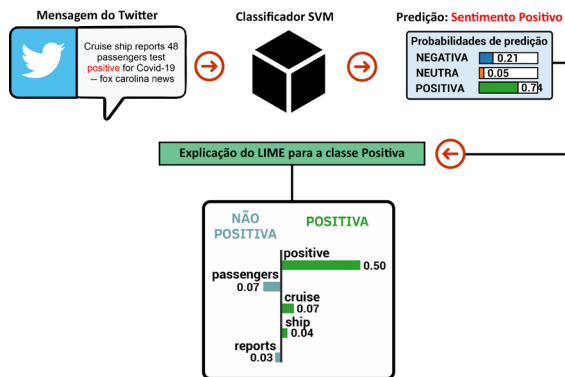 Mensagem do Twitter
Cruise ship reports 48
passengers test
positive for Covid-19
-- fox carolina news
Classificador SVM
Predição: Sentimento Positivo
Probabilidades de predição
NEGATIVA 0.21
NEUTRA 0.05
POSITIVA 0.74
Explicação do LIME para a classe Positiva
NÃO
POSITIVA
POSITIVA
positive
0.50
passengers
0.07
cruise
0.07
ship
0.04
reports
0.03